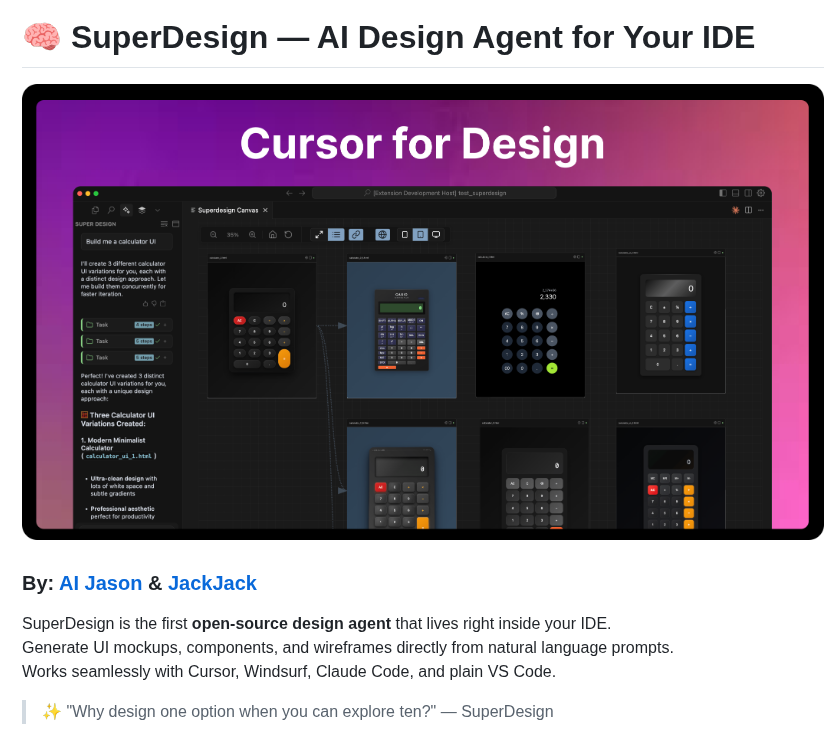 🧠 SuperDesign — AI Design Agent for Your IDE
Cursor for Design
[Extension Development Host] test_superdesign
SUPER DESIGN
Superdesign Canvas
Build me a calculator UI
I'll create 3 different
calculator UI variations for
you, each with
a distinct design approach. Let
me build them concurrently for
faster iteration.
Task
Task
Task
Perfect! I've created 3 distinct
calculator UI variations for you,
each with a unique design
approach:
Three Calculator UI
Variations Created:
1. Modern Minimalist
Calculator
( calculator_ui_1.html )
• Ultra-clean design with
lots of white space and
subtle gradients
• Professional aesthetic
perfect for productivity
By: AI Jason & JackJack
SuperDesign is the first open-source design agent that lives right inside your IDE.
Generate UI mockups, components, and wireframes directly from natural language prompts.
Works seamlessly with Cursor, Windsurf, Claude Code, and plain VS Code.
✨ "Why design one option when you can explore ten?" — SuperDesign